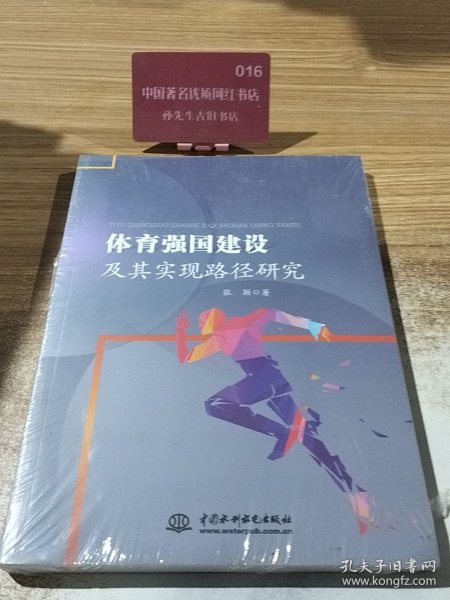 016
中国著名优质网红书店
孙先生古旧书店
TIYU QIANGGUO JIANSHE JI QI SHIXIAN LUJING YANJIU
体育强国建设
及其实现路径研究
张 颖◎著
中国水利水电出版社
www.waterpub.com.cn
孔夫子旧书网
www.kongfz.com